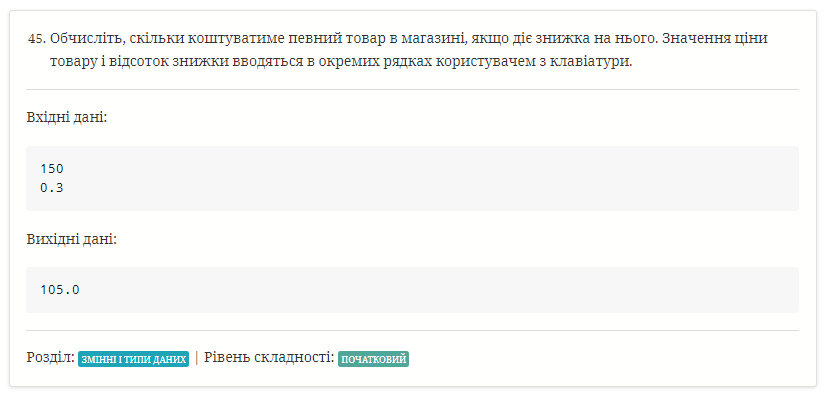 45. Обчисліть, скільки коштуватиме певний товар в магазині, якщо діє знижка на нього. Значення ціни
товару і відсоток знижки вводяться в окремих рядках користувачем з клавіатури.
Вхідні дані:
150
0.3
Вихідні дані:
105.0
Розділ: ЗМІННІ І ТИПИ ДАНИХ | Рівень складності: ПОЧАТКОВИЙ